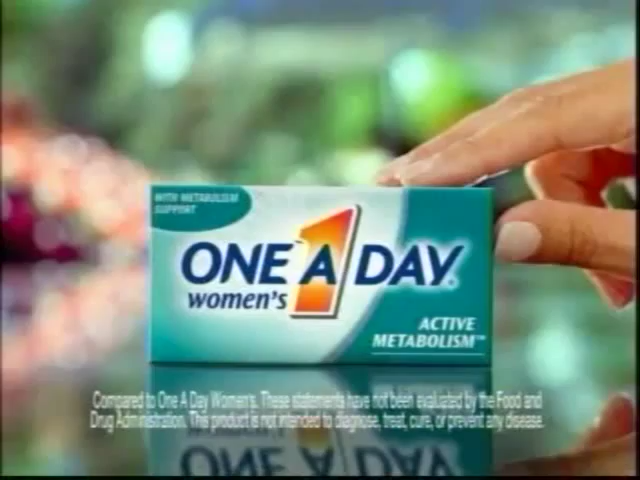 WITH METABOLISM
SUPPORT
ONE A DAY
1
women's
ACTIVE
METABOLISM™
Compared to One A Day Women's. These statements have not been evaluated by the Food and
Drug Administration. This product is not intended to diagnose, treat, cure, or prevent any disease.
ONE A DAY